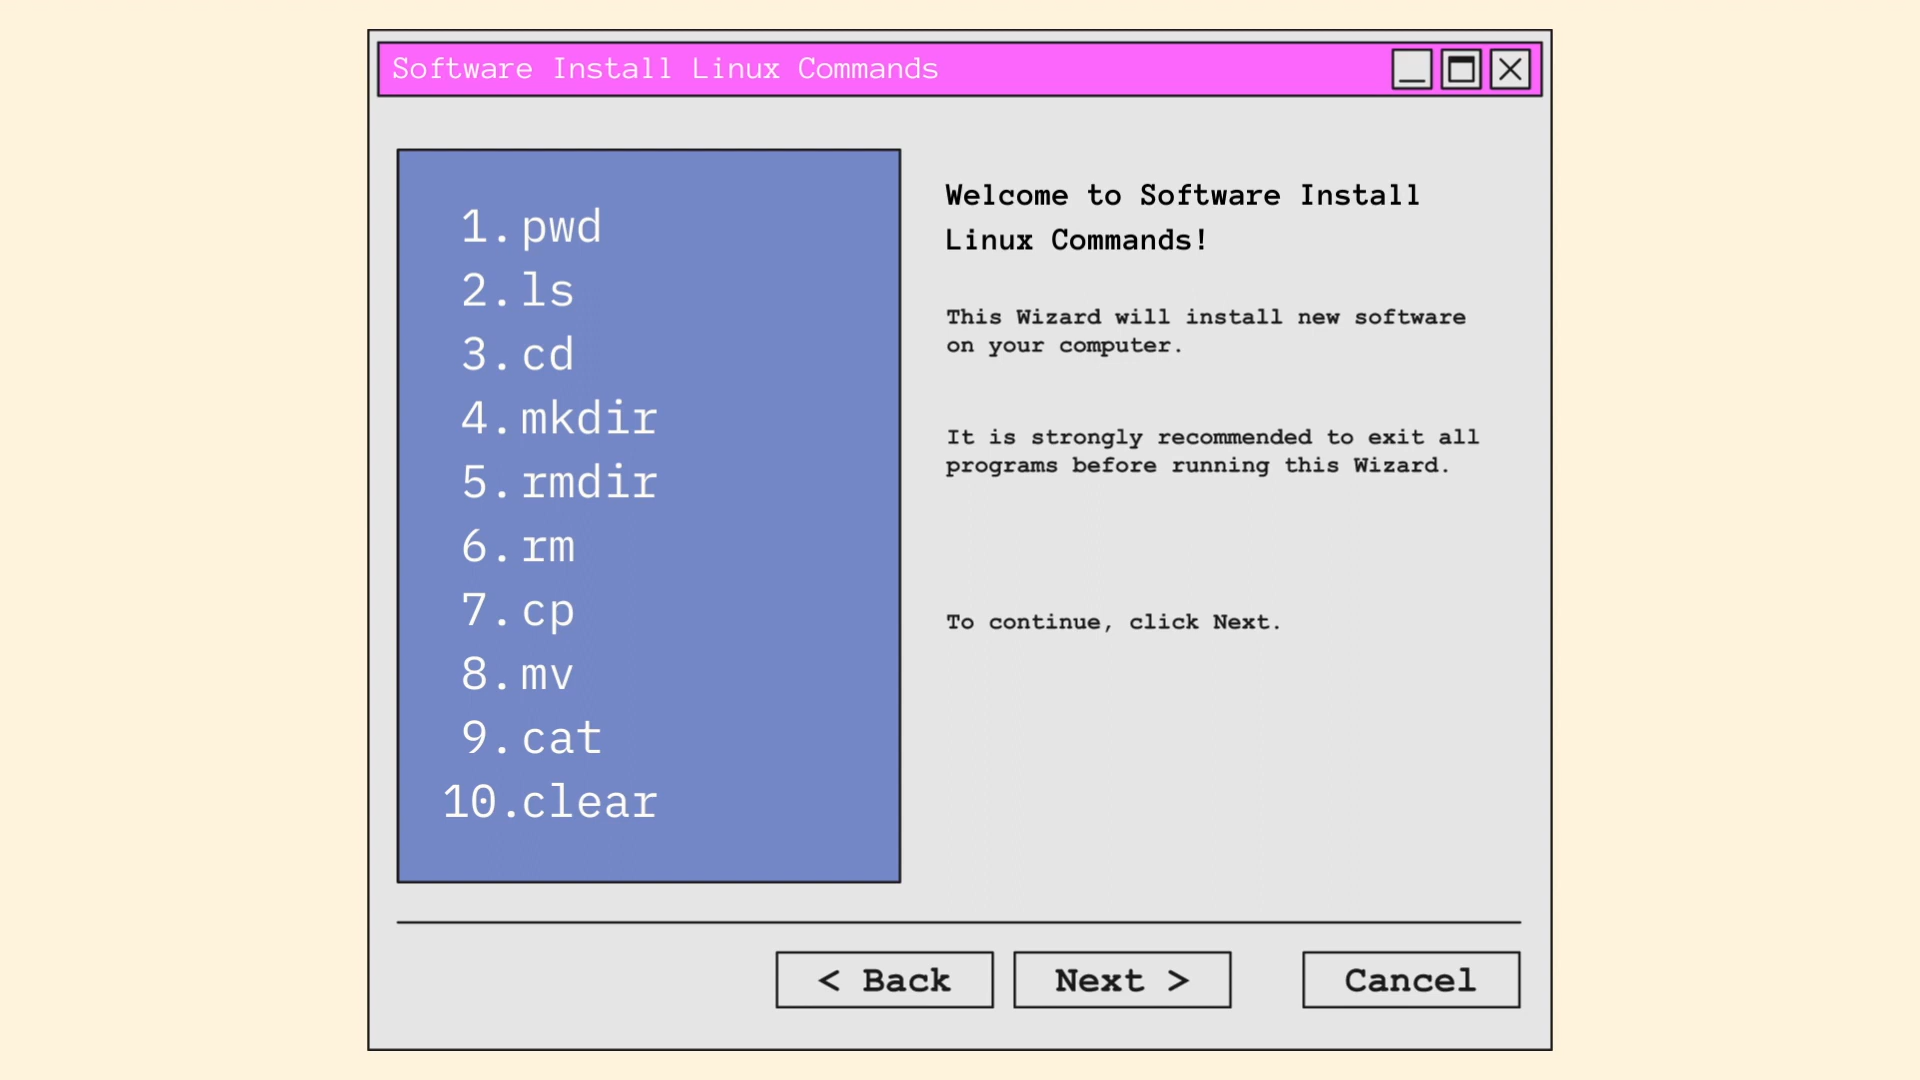 Software Install Linux Commands
1. pwd
2. ls
3. cd
4. mkdir
5. rmdir
6. rm
7. cp
8. mv
9. cat
10. clear
Welcome to Software Install
Linux Commands!
This Wizard will install new software
on your computer.
It is strongly recommended to exit all
programs before running this Wizard.
To continue, click Next.
< Back
Next >
Cancel